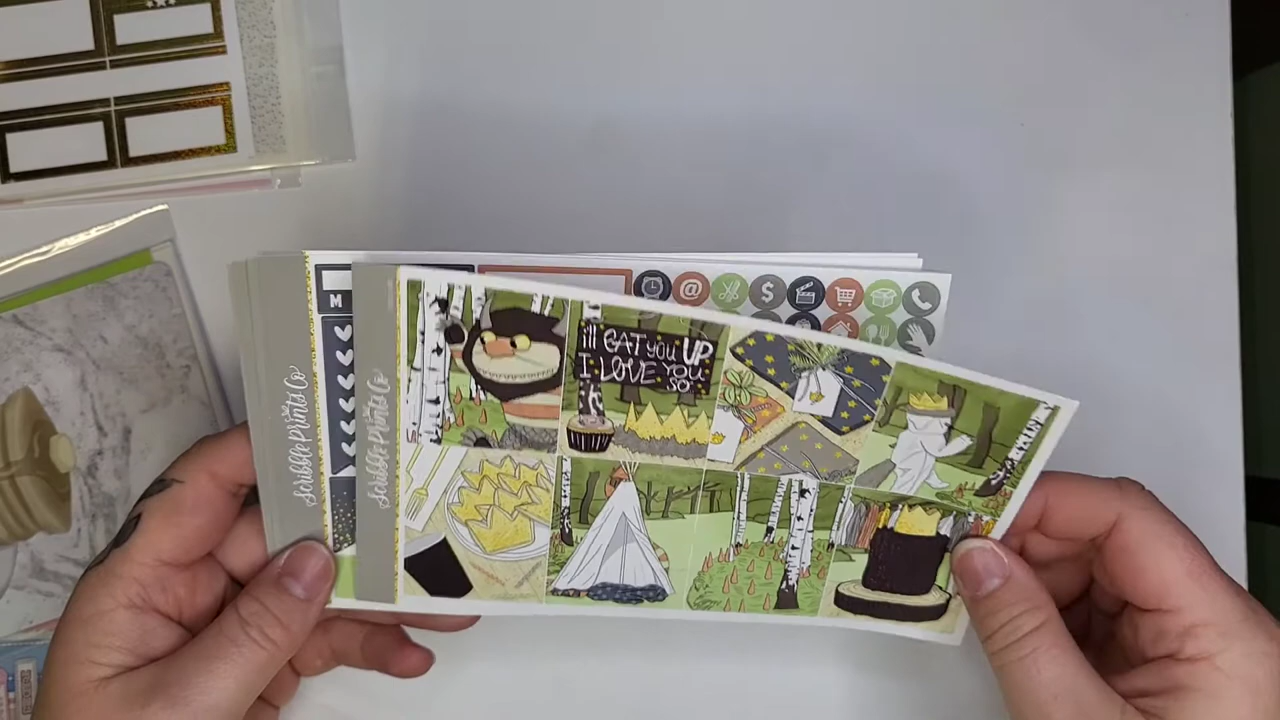 Scribble Prints Co
Scribble Prints Co
M
@
$
i'll EAT you UP
I LOVE YOU
SO